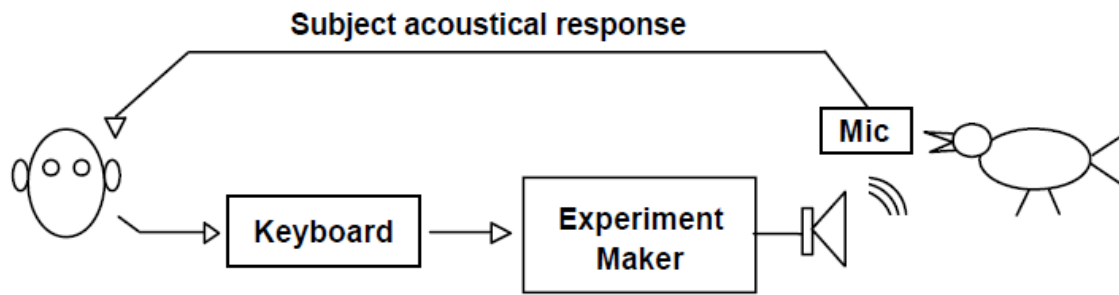 Subject acoustical response
Mic
Keyboard
Experiment
Maker